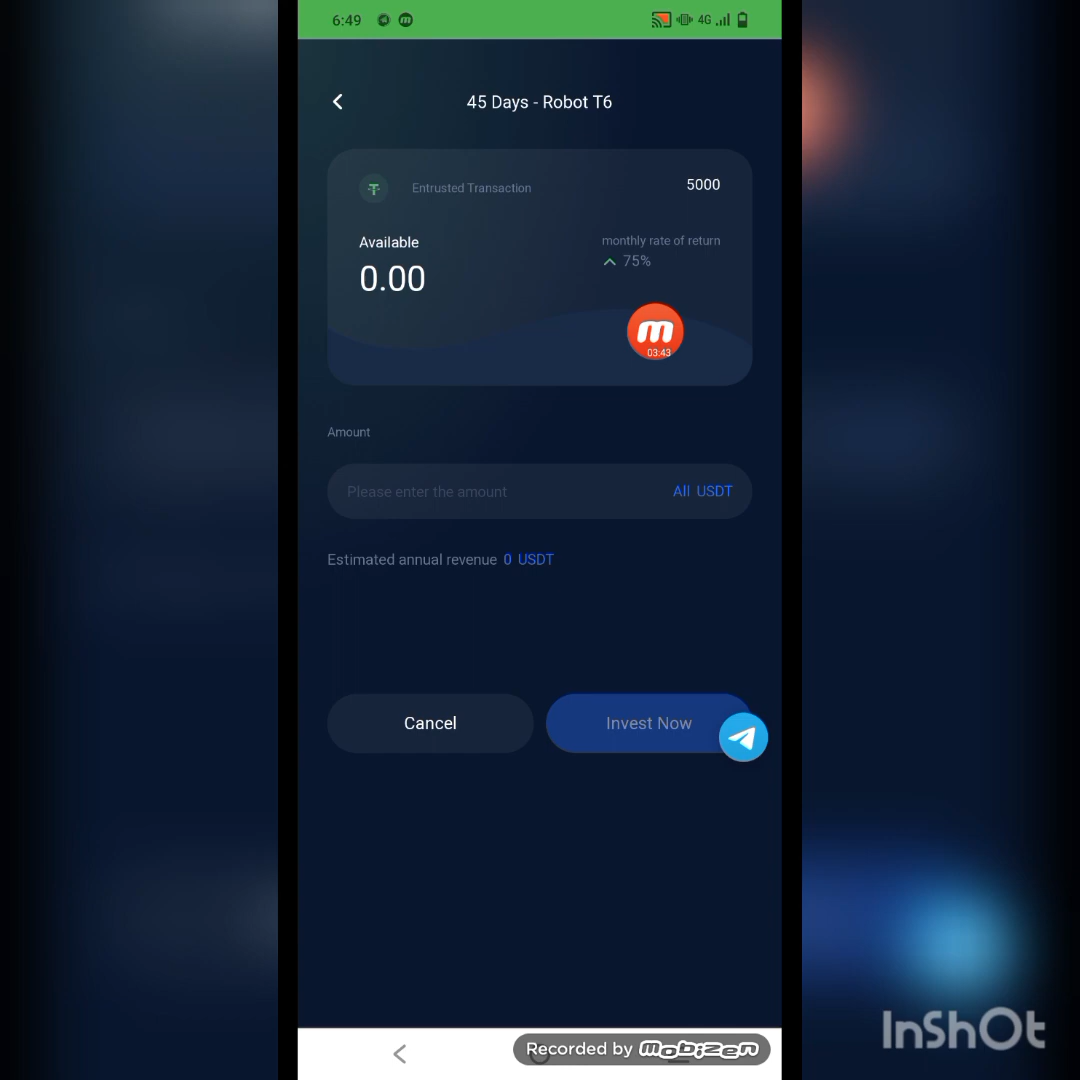 6:49
4G
45 Days - Robot T6
Entrusted Transaction
5000
Available
monthly rate of return
0.00
75%
m
03:43
Amount
Please enter the amount
All USDT
Estimated annual revenue 0 USDT
Cancel
Invest Now
InShOt
Recorded by mobizen